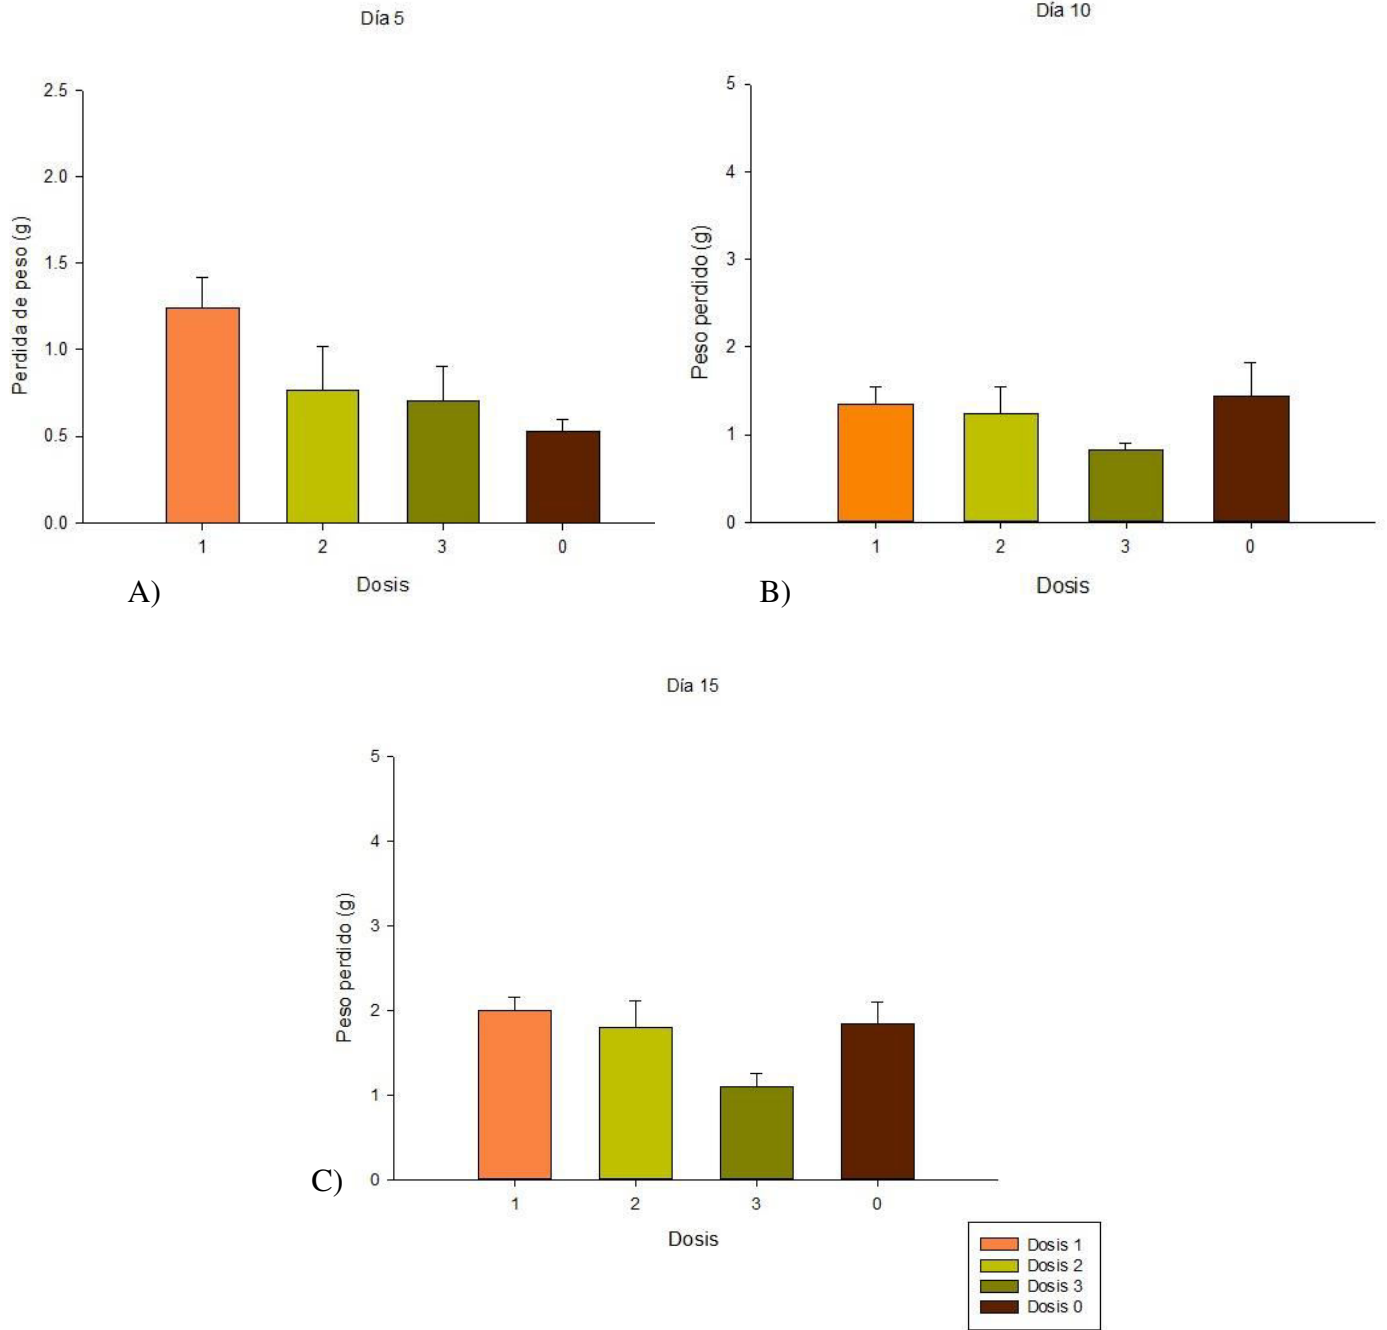 Día 5
2.5
2.0
1.5
1.0
0.5
0.0
Perdida de peso (g)
1 2 3 0
Dosis
A)
Día 10
5
4
3
2
1
0
Peso perdido (g)
1 2 3 0
Dosis
B)
Día 15
5
4
3
2
1
0
Peso perdido (g)
1 2 3 0
Dosis
C)
Dosis 1
Dosis 2
Dosis 3
Dosis 0